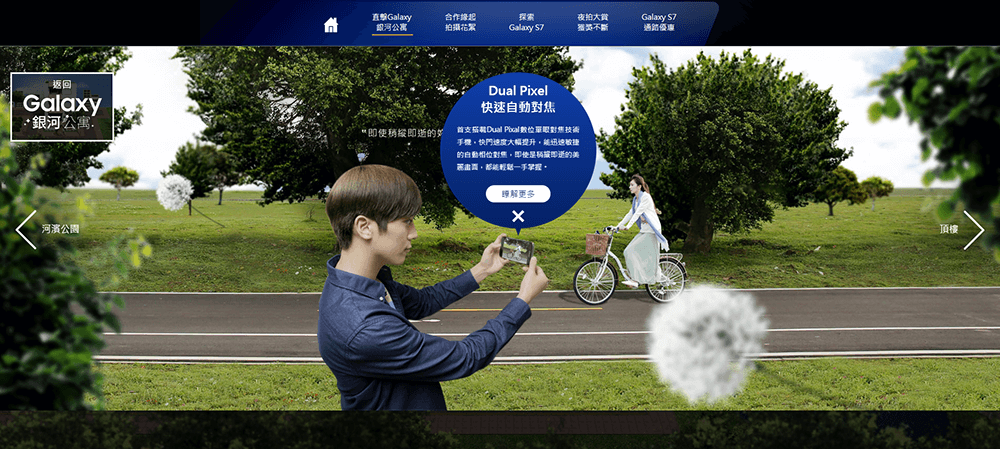 直擊Galaxy
銀河公寓
合作緣起
拍攝花絮
探索
Galaxy S7
夜拍大賞
獲獎不斷
Galaxy S7
通路優惠
返回
Galaxy
銀河公寓
Dual Pixel
快速自動對焦
首支搭載Dual Pixel數位單眼對焦技術
手機，快門速度大幅提升，能迅速敏捷
的自動相位對焦，即使是稍縱即逝的美
麗畫面，都能輕鬆一手掌握。
瞭解更多
"即使稍縱即逝的
河濱公園
頂樓